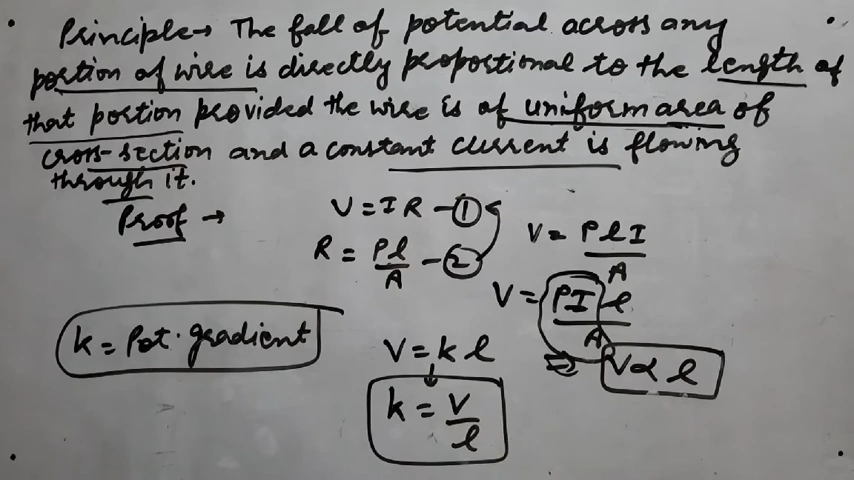 Principle→ The fall of potential across any
portion of wire is directly proportional to the length of
that portion provided the wire is of uniform area of
cross-section and a constant current is flowing
through it.
Proof →
V = IR – ①
R = ρl/A – ②
V = ρlI/A
V = ρI l/A
⇒ V∝ l
k = Pot. gradient
V = k l
k = V/l